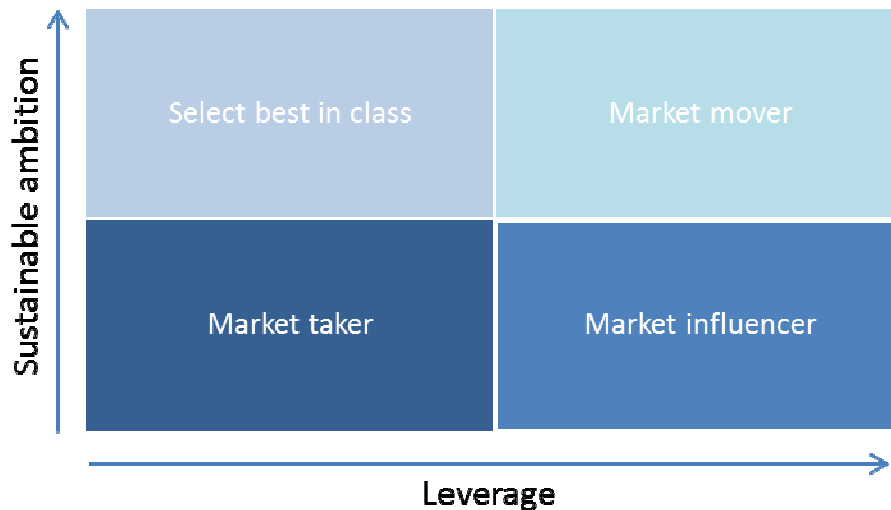 Sustainable ambition
Select best in class
Market mover
Market taker
Market influencer
Leverage